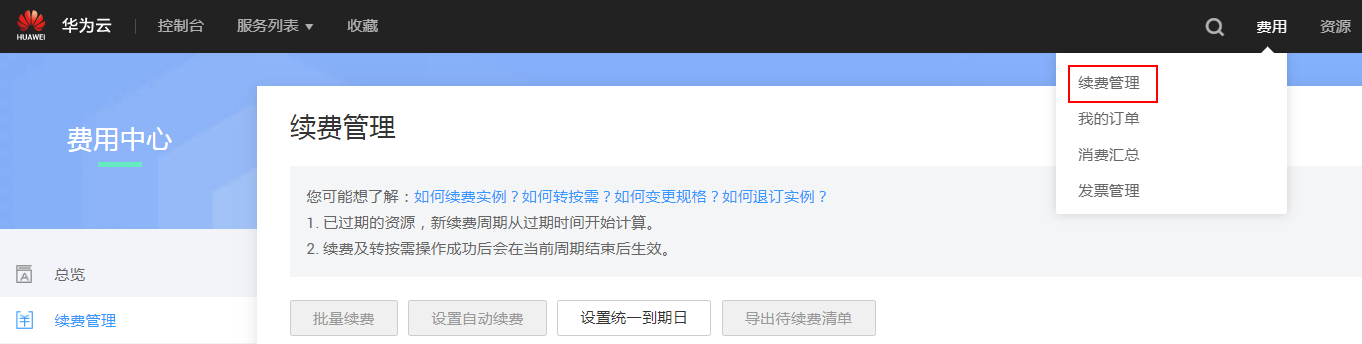 HUAWEI 华为云 控制台 服务列表 收藏 费用 资源
续费管理
我的订单
消费汇总
发票管理
费用中心
总览
续费管理
续费管理
您可能想了解：如何续费实例？如何转按需？如何变更规格？如何退订实例？
1. 已过期的资源，新续费周期从过期时间开始计算。
2. 续费及转按需操作成功后会在当前周期结束后生效。
批量续费 设置自动续费 设置统一到期日 导出待续费清单